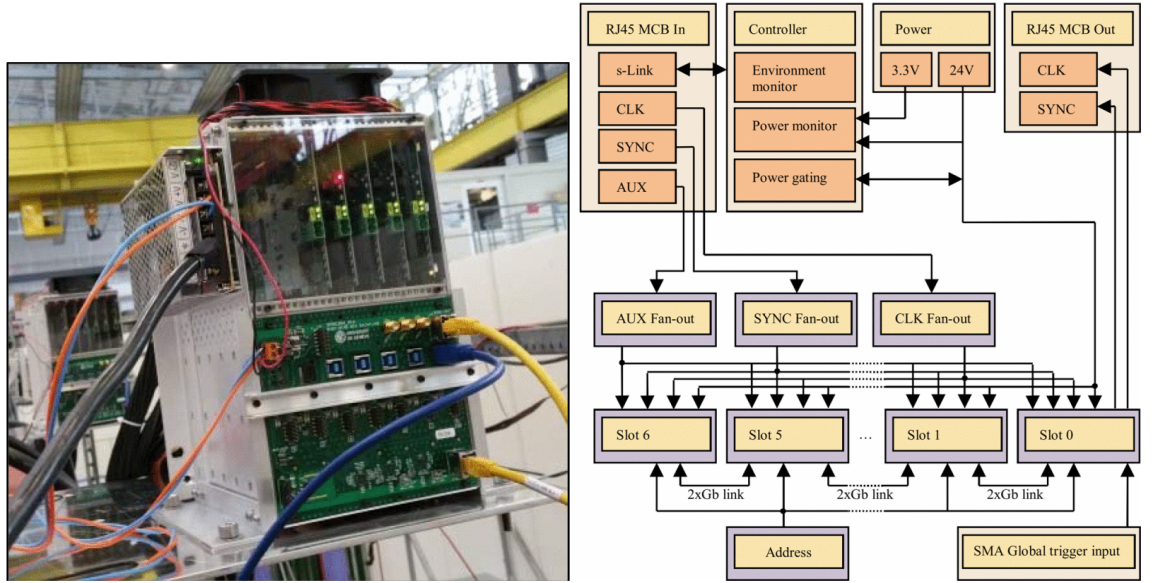 RJ45 MCB In
s-Link
CLK
SYNC
AUX
Controller
Environment
monitor
Power monitor
Power gating
Power
3.3V
24V
RJ45 MCB Out
CLK
SYNC
AUX Fan-out
SYNC Fan-out
CLK Fan-out
Slot 6
Slot 5
...
Slot 1
Slot 0
2xGb link
2xGb link
2xGb link
Address
SMA Global trigger input